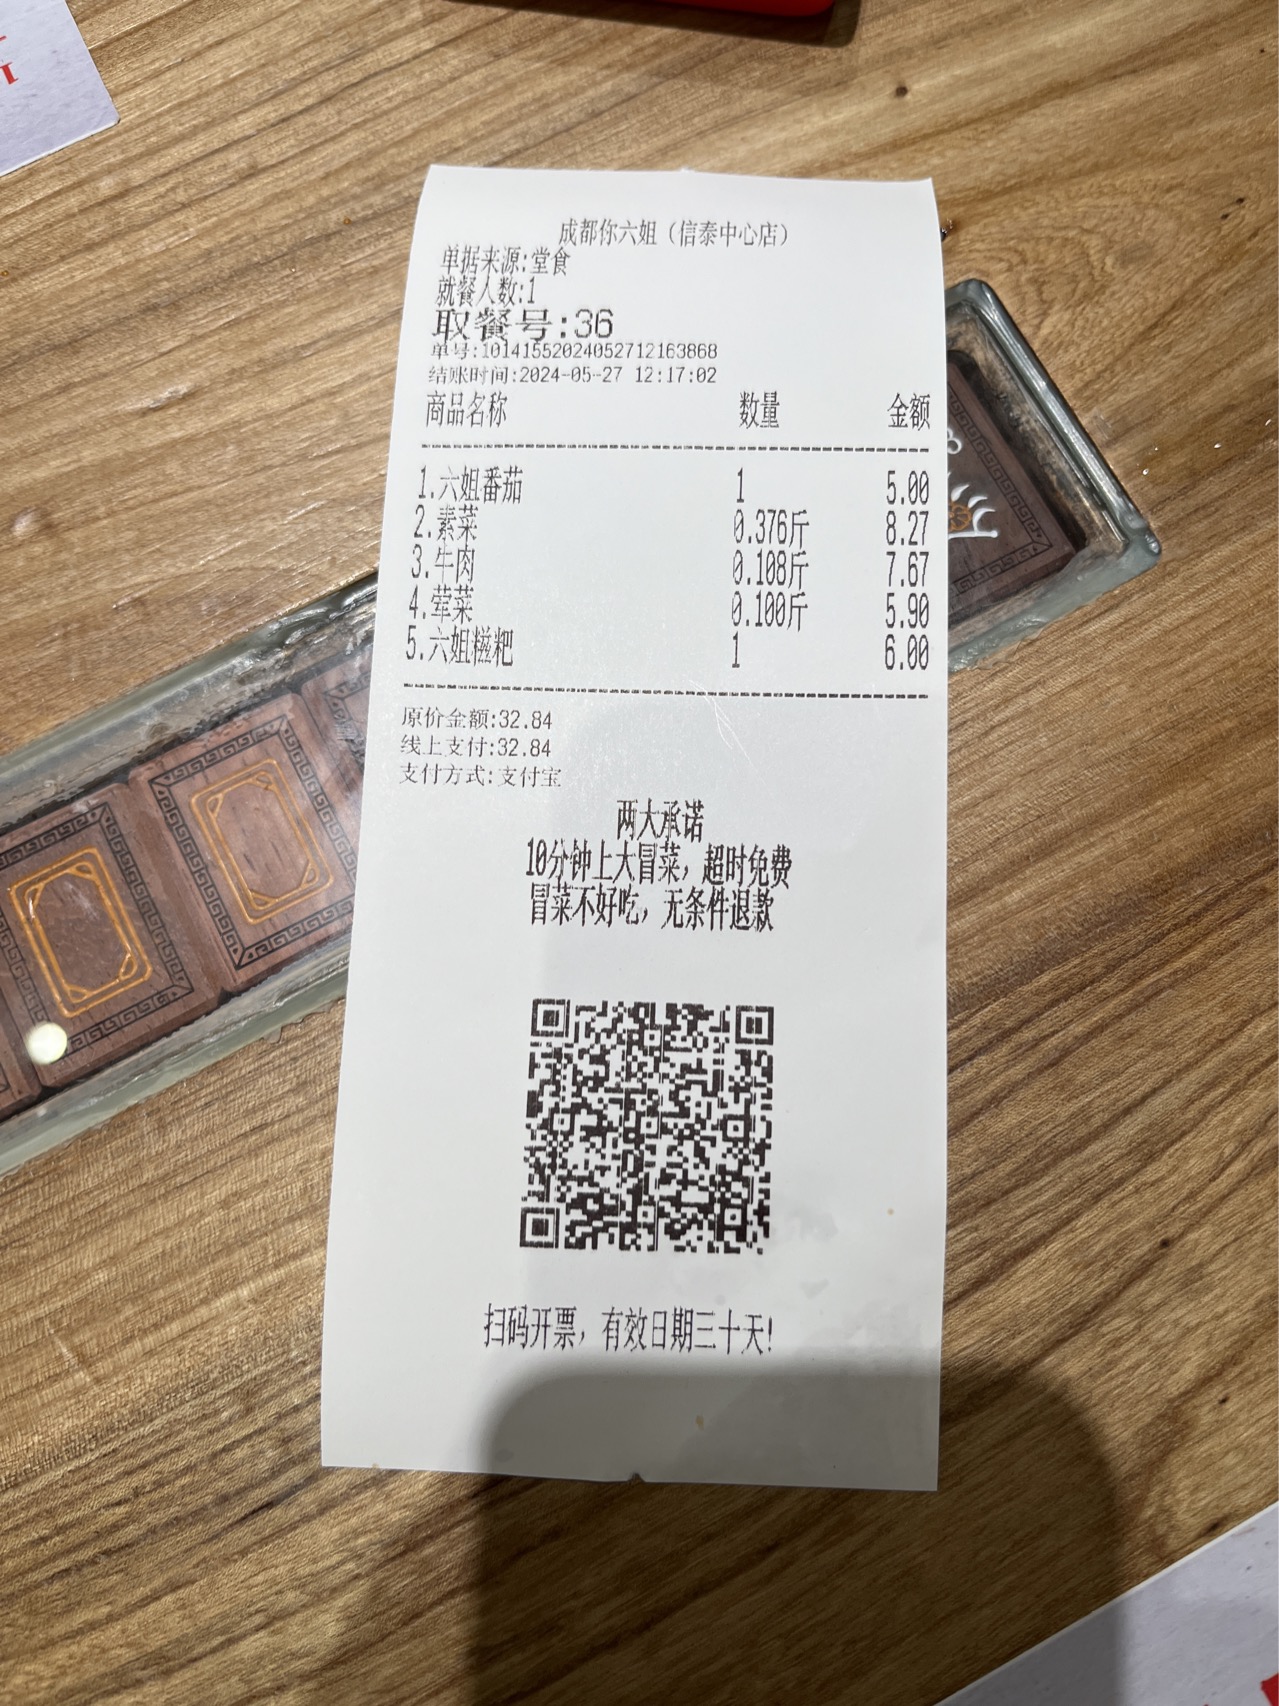 成都你六姐（信泰中心店）
单据来源:堂食
就餐人数:1
取餐号:36
单号:10141552024052712163868
结账时间:2024-05-27 12:17:02
商品名称 数量 金额
1.六姐番茄 1 5.00
2.素菜 0.376斤 8.27
3.牛肉 0.108斤 7.67
4.荤菜 0.100斤 5.90
5.六姐糍粑 1 6.00
原价金额:32.84
线上支付:32.84
支付方式:支付宝
两大承诺
10分钟上大冒菜，超时免费
冒菜不好吃，无条件退款
扫码开票，有效日期三十天!